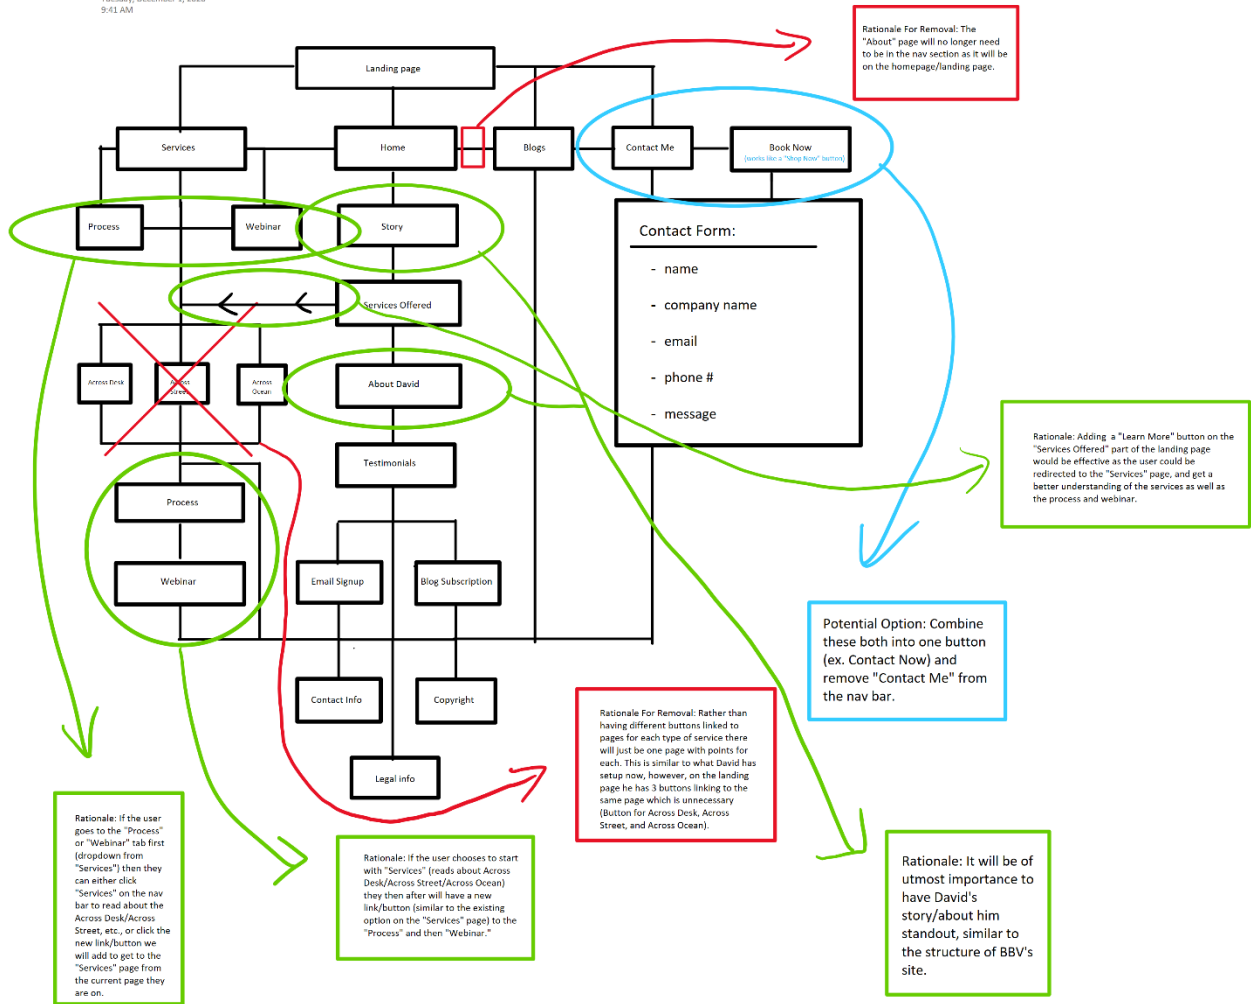 Tuesday, December 1, 2020
9:41 AM
Rationale For Removal: The
"About" page will no longer need
to be in the nav section as it will be
on the homepage/landing page.
Landing page
Services
Home
Blogs
Contact Me
Book Now
(works like a "Shop Now" button)
Process
Webinar
Story
Contact Form:
- name
- company name
- email
- phone #
- message
Services Offered
Across Desk
Across
Street
Across
Ocean
About David
Testimonials
Rationale: Adding a "Learn More" button on the
"Services Offered" part of the landing page
would be effective as the user could be
redirected to the "Services" page, and get a
better understanding of the services as well as
the process and webinar.
Process
Webinar
Email Signup
Blog Subscription
Potential Option: Combine
these both into one button
(ex. Contact Now) and
remove "Contact Me" from
the nav bar.
Contact Info
Copyright
Legal info
Rationale For Removal: Rather than
having different buttons linked to
pages for each type of service there
will just be one page with points for
each. This is similar to what David has
setup now, however, on the landing
page he has 3 buttons linking to the
same page which is unnecessary
(Button for Across Desk, Across
Street, and Across Ocean).
Rationale: If the user
goes to the "Process"
or "Webinar" tab first
(dropdown from
"Services") then they
can either click
"Services" on the nav
bar to read about the
Across Desk/Across
Street, etc., or click the
new link/button we
will add to get to the
"Services" page from
the current page they
are on.
Rationale: If the user chooses to start
with "Services" (reads about Across
Desk/Across Street/Across Ocean)
they then after will have a new
link/button (similar to the existing
option on the "Services" page) to the
"Process" and then "Webinar."
Rationale: It will be of
utmost importance to
have David's
story/about him
standout, similar to
the structure of BBV's
site.